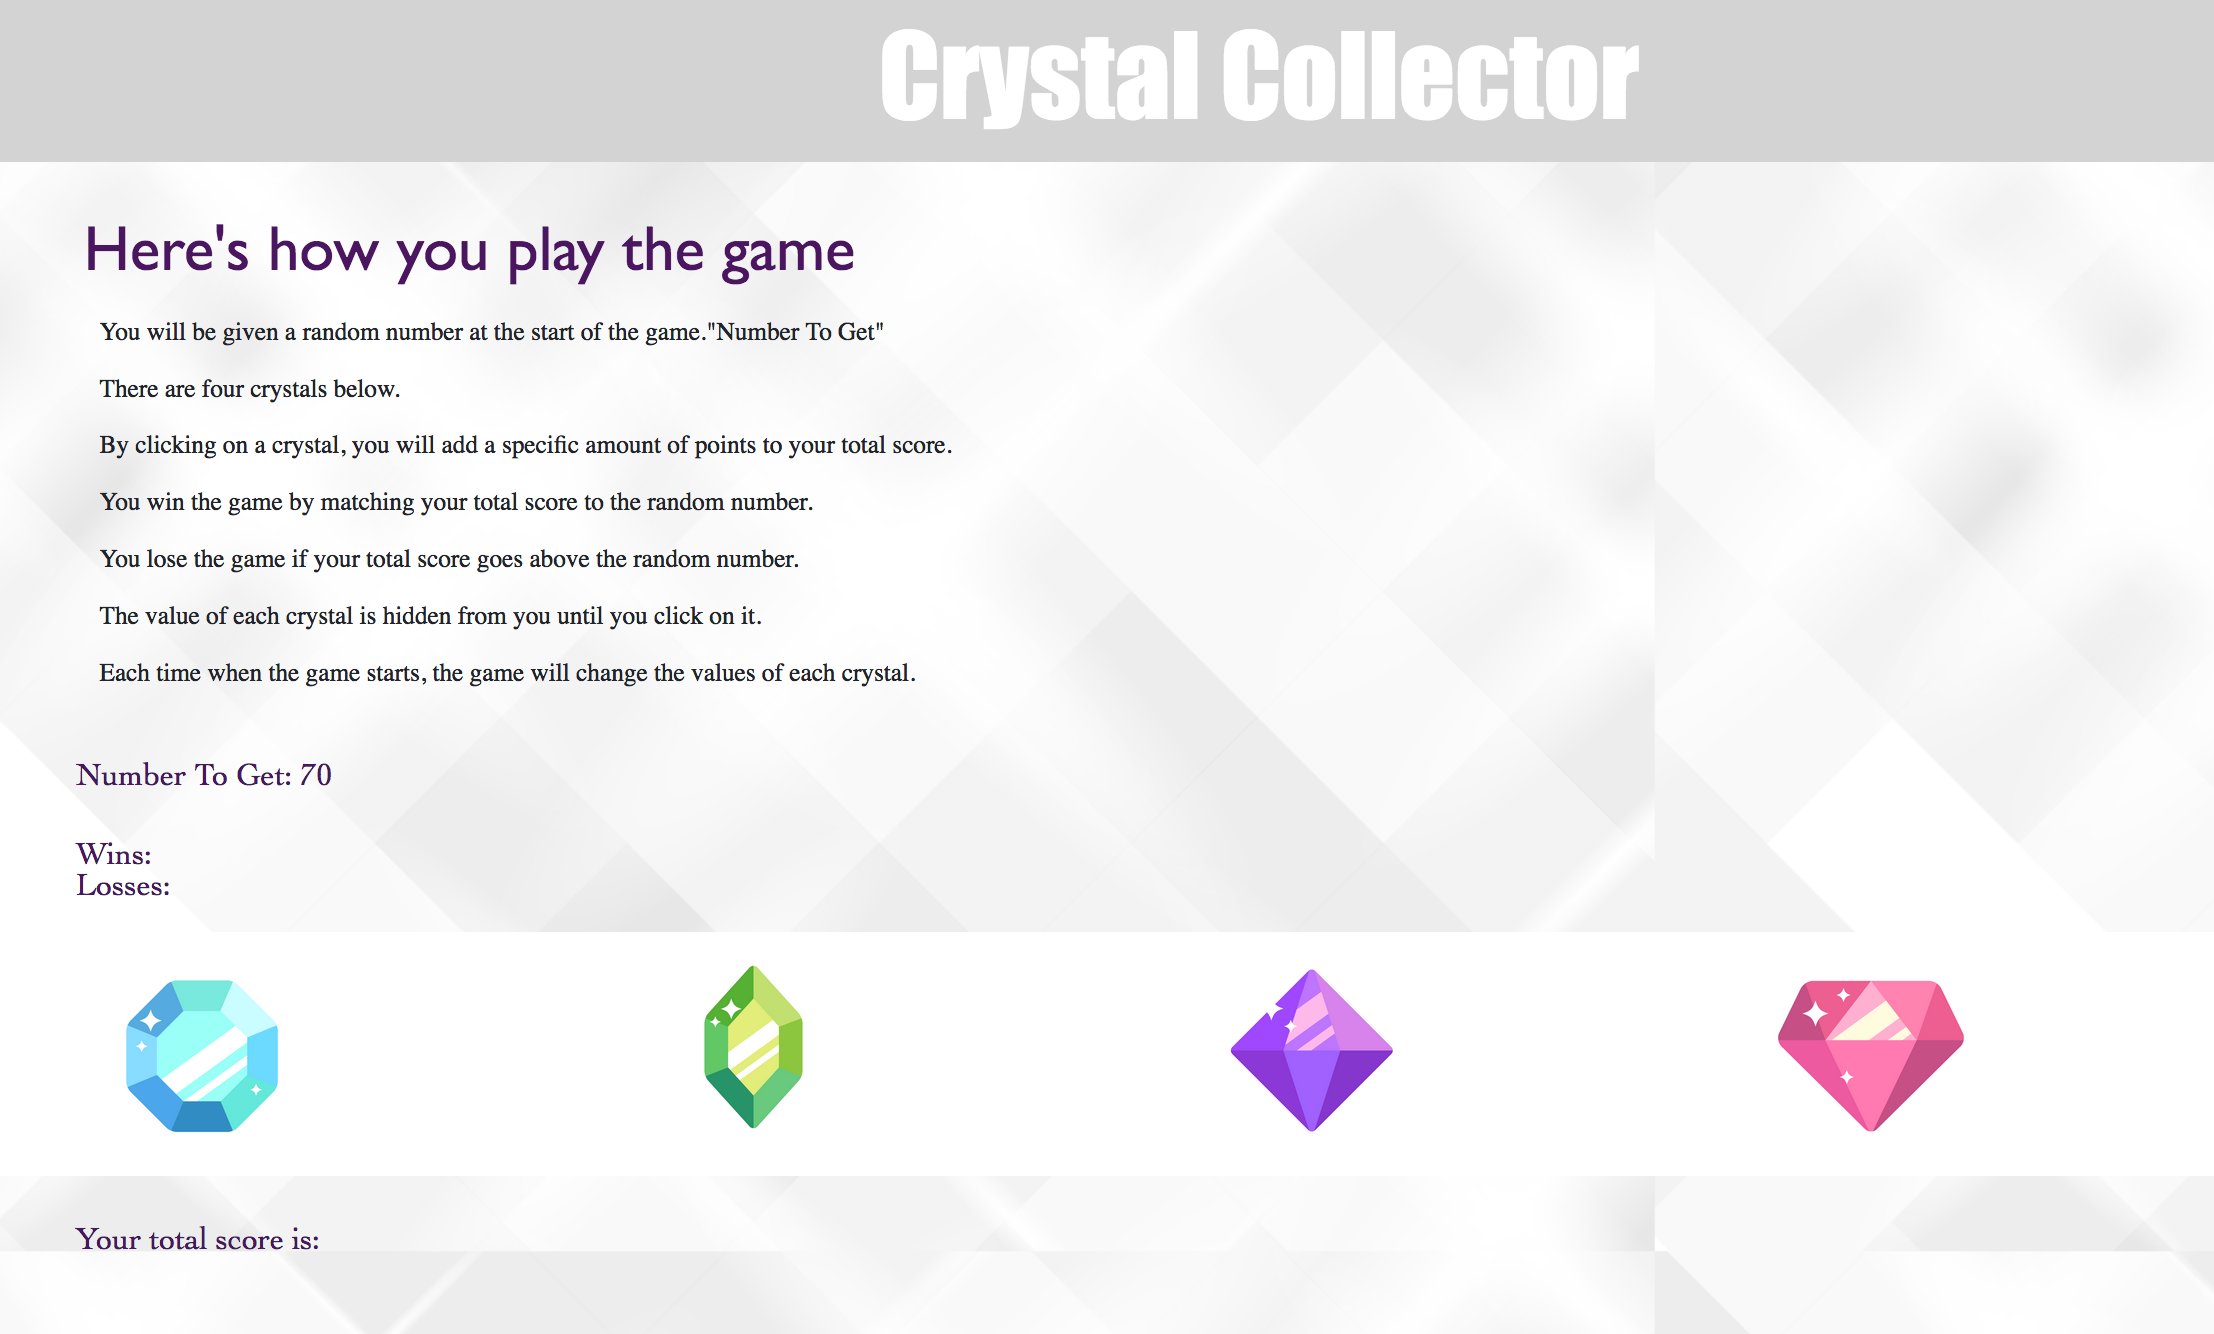 Crystal Collector
Here's how you play the game
You will be given a random number at the start of the game."Number To Get"
There are four crystals below.
By clicking on a crystal, you will add a specific amount of points to your total score.
You win the game by matching your total score to the random number.
You lose the game if your total score goes above the random number.
The value of each crystal is hidden from you until you click on it.
Each time when the game starts, the game will change the values of each crystal.
Number To Get: 70
Wins:
Losses:
Your total score is: